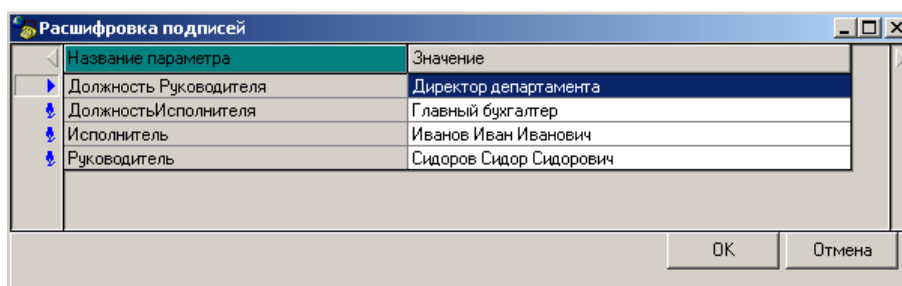 Расшифровка подписей
Название параметра Значение
Должность Руководителя Директор департамента
ДолжностьИсполнителя Главный бухгалтер
Исполнитель Иванов Иван Иванович
Руководитель Сидоров Сидор Сидорович
OK Отмена